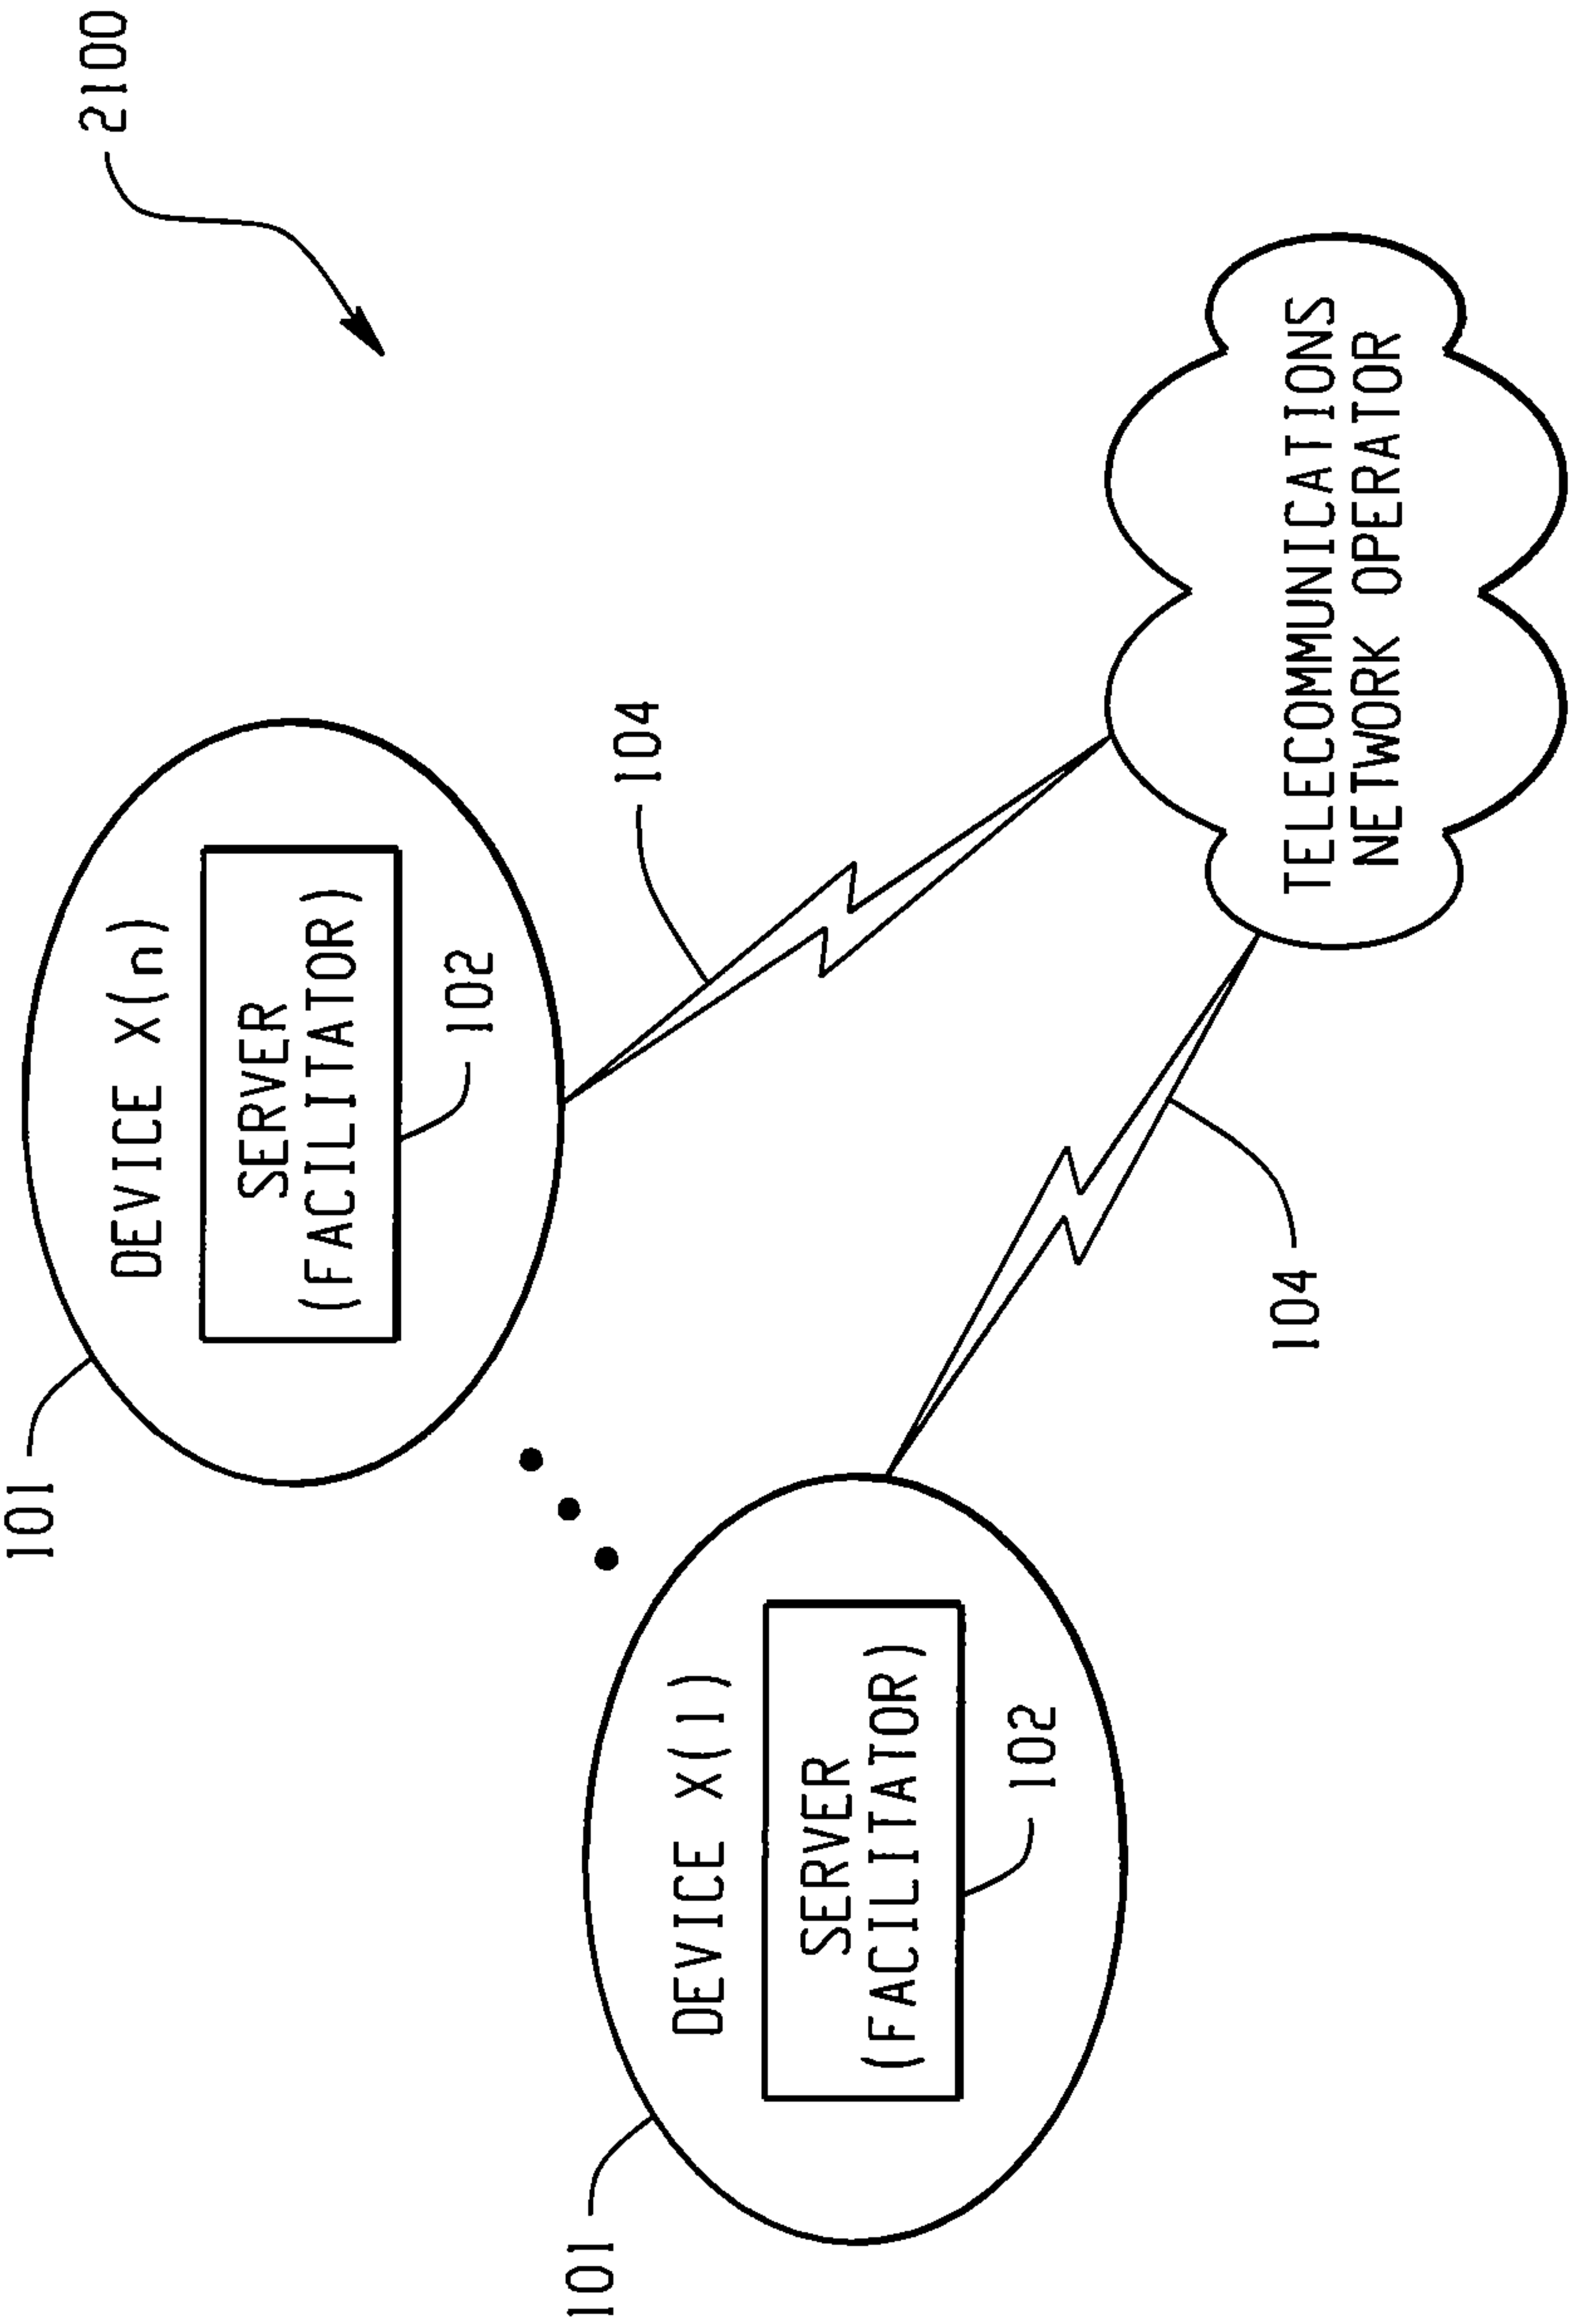 2100
101
DEVICE X(n)
SERVER
(FACILITATOR)
102
104
101
DEVICE X(1)
SERVER
(FACILITATOR)
102
104
TELECOMMUNICATIONS
NETWORK OPERATOR